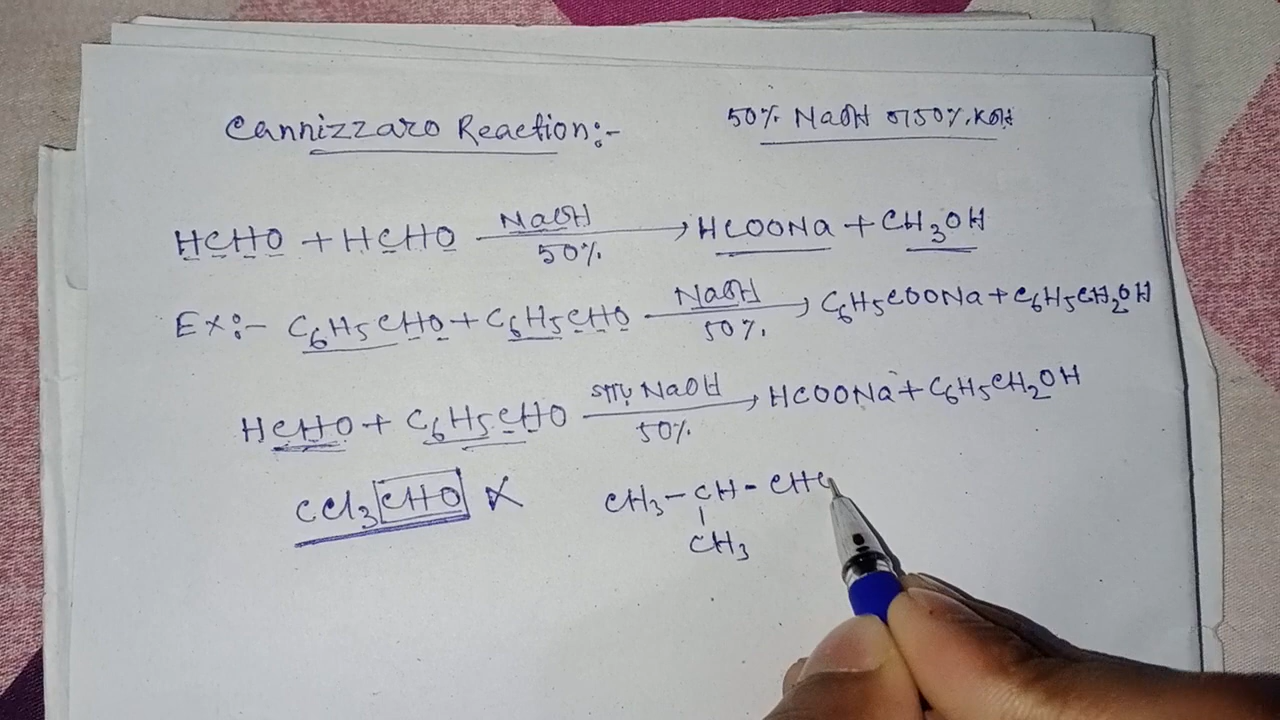 Cannizzaro Reaction:-
50% NaOH or 50% KOH
HCHO + HCHO NaOH 50% → HCOONa + CH₃OH
Ex:- C₆H₅CHO + C₆H₅CHO NaOH 50% → C₆H₅COONa + C₆H₅CH₂OH
HCHO + C₆H₅CHO NaOH 50% → HCOONa + C₆H₅CH₂OH
CCl₃CHO X
CH₃-CH-CHO
CH₃